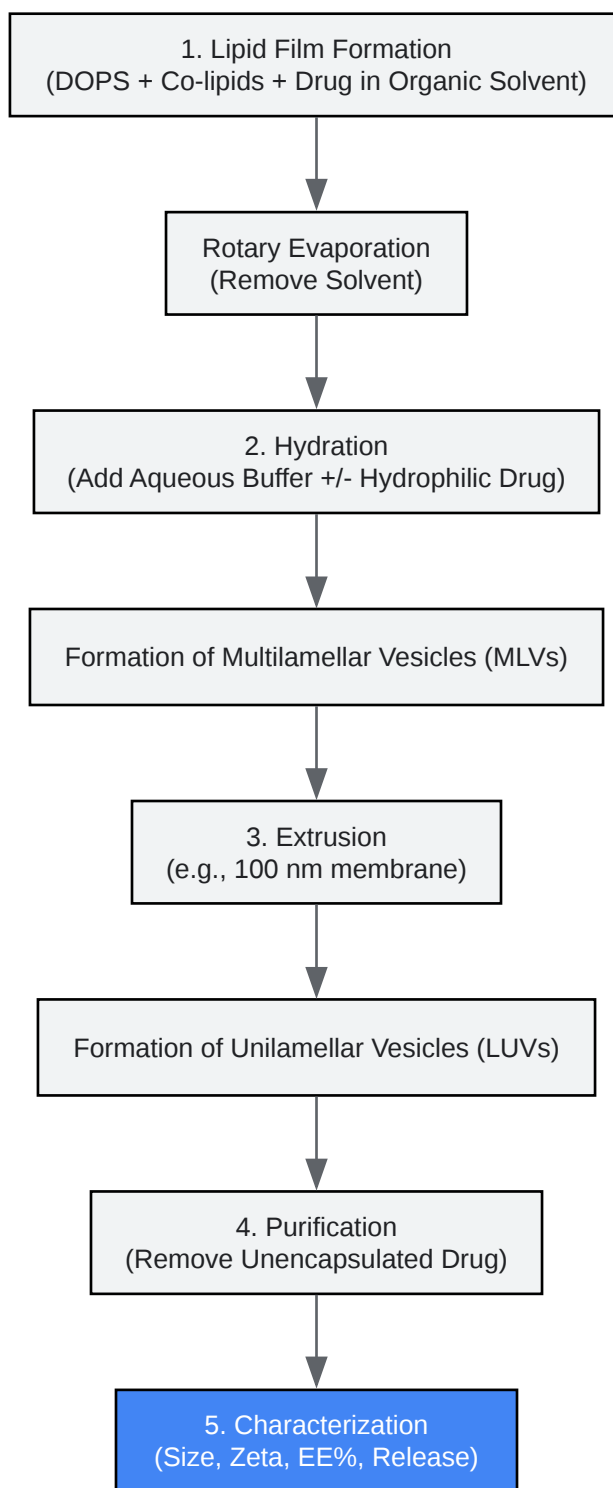 1. Lipid Film Formation
(DOPS + Co-lipids + Drug in Organic Solvent)
Rotary Evaporation
(Remove Solvent)
2. Hydration
(Add Aqueous Buffer +/- Hydrophilic Drug)
Formation of Multilamellar Vesicles (MLVs)
3. Extrusion
(e.g., 100 nm membrane)
Formation of Unilamellar Vesicles (LUVs)
4. Purification
(Remove Unencapsulated Drug)
5. Characterization
(Size, Zeta, EE%, Release)